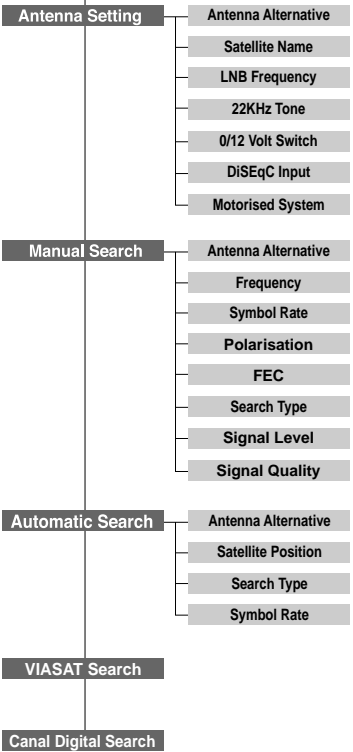 Antenna Setting
Antenna Alternative
Satellite Name
LNB Frequency
22KHz Tone
0/12 Volt Switch
DiSEqC Input
Motorised System
Manual Search
Antenna Alternative
Frequency
Symbol Rate
Polarisation
FEC
Search Type
Signal Level
Signal Quality
Automatic Search
Antenna Alternative
Satellite Position
Search Type
Symbol Rate
VIASAT Search
Canal Digital Search